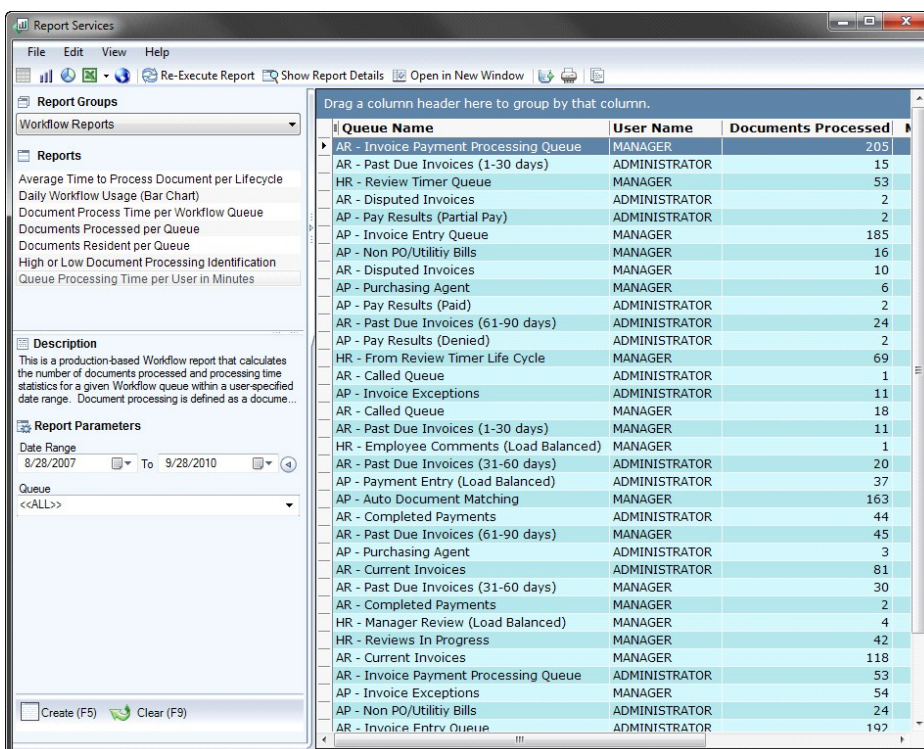 Report Services
File Edit View Help
Re-Execute Report Show Report Details Open in New Window
Report Groups
Workflow Reports
Reports
Average Time to Process Document per Lifecycle
Daily Workflow Usage (Bar Chart)
Document Process Time per Workflow Queue
Documents Processed per Queue
Documents Resident per Queue
High or Low Document Processing Identification
Queue Processing Time per User in Minutes
Description
This is a production-based Workflow report that calculates
the number of documents processed and processing time
statistics for a given Workflow queue within a user-specified
date range. Document processing is defined as a docume...
Report Parameters
Date Range
8/28/2007 To 9/28/2010
Queue
<<ALL>>
Create (F5) Clear (F9)
Drag a column header here to group by that column.
Queue Name User Name Documents Processed
AR - Invoice Payment Processing Queue MANAGER 205
AR - Past Due Invoices (1-30 days) ADMINISTRATOR 15
HR - Review Timer Queue MANAGER 53
AR - Disputed Invoices ADMINISTRATOR 2
AP - Pay Results (Partial Pay) ADMINISTRATOR 2
AP - Invoice Entry Queue MANAGER 185
AP - Non PO/Utilitiy Bills MANAGER 16
AR - Disputed Invoices MANAGER 10
AP - Purchasing Agent MANAGER 6
AP - Pay Results (Paid) ADMINISTRATOR 2
AR - Past Due Invoices (61-90 days) ADMINISTRATOR 24
AP - Pay Results (Denied) ADMINISTRATOR 2
HR - From Review Timer Life Cycle MANAGER 69
AR - Called Queue ADMINISTRATOR 1
AP - Invoice Exceptions ADMINISTRATOR 11
AR - Called Queue MANAGER 18
AR - Past Due Invoices (1-30 days) MANAGER 11
HR - Employee Comments (Load Balanced) MANAGER 1
AR - Past Due Invoices (31-60 days) ADMINISTRATOR 20
AP - Payment Entry (Load Balanced) ADMINISTRATOR 37
AP - Auto Document Matching MANAGER 163
AR - Completed Payments ADMINISTRATOR 44
AR - Past Due Invoices (61-90 days) MANAGER 45
AP - Purchasing Agent ADMINISTRATOR 3
AR - Current Invoices ADMINISTRATOR 81
AR - Past Due Invoices (31-60 days) MANAGER 30
AR - Completed Payments MANAGER 2
HR - Manager Review (Load Balanced) MANAGER 4
HR - Reviews In Progress MANAGER 42
AR - Current Invoices MANAGER 118
AR - Invoice Payment Processing Queue ADMINISTRATOR 53
AP - Invoice Exceptions MANAGER 54
AP - Non PO/Utilitiy Bills ADMINISTRATOR 24
AR - Invoice Entry Queue ADMINISTRATOR 192